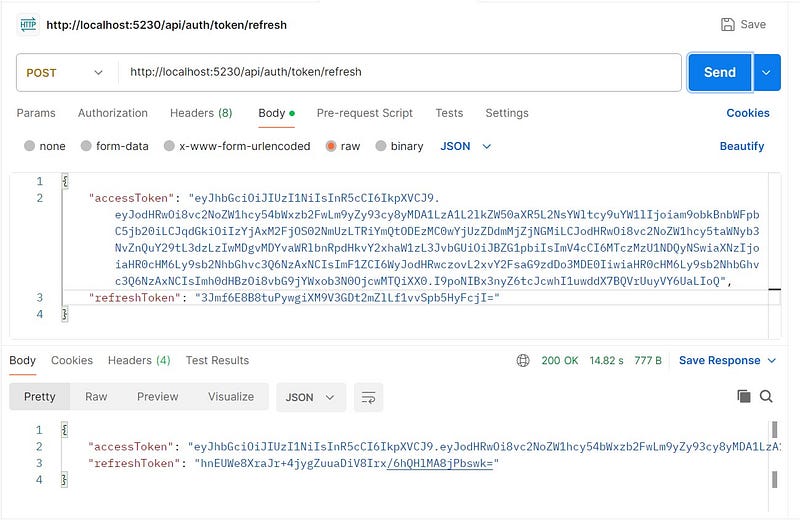 HTTP http://localhost:5230/api/auth/token/refresh Save
POST http://localhost:5230/api/auth/token/refresh Send
Params Authorization Headers (8) Body Pre-request Script Tests Settings Cookies
none form-data x-www-form-urlencoded raw binary JSON Beautify
1 {
2 "accessToken": "eyJhbGciOiJIUzI1NiIsInR5cCI6IkpXVCJ9.
eyJodHRwOi8vc2NoZW1hcy54bWxzb2FwLm9yZy93cy8yMDA1LzA1L2lkZW50aXR5L2NsYWltcy9uYW1lIjoiam9obkBnbWFpb
C5jb20iLCJqdGkiOiIzYjAxM2FjOS02NmUzLTRiYmQtODEzMC0wYjUzZDdmMjZjNGMiLCJodHRwOi8vc2NoZW1hcy5taWNyb3
NvZnQuY29tL3dzLzIwMDgvMDYvaWRlbnRpdHkvY2xhaW1zL3JvbGUiOiJBZG1pbiIsImV4cCI6MTczMzU1NDQyNSwiaXNzIjo
iaHR0cHM6Ly9sb2NhbGhvc3Q6NzAxNCIsImF1ZCI6WyJodHRwczovL2xvY2FsaG9zdDo3MDE0IiwiaHR0cHM6Ly9sb2NhbGhv
c3Q6NzAxNCIsImh0dHBzOi8vbG9jYWxob3N0OjcwMTQiXX0.I9poNIBx3nyZ6tcJcwhI1uwddX7BQVrUuyVY6UaLIoQ",
3 "refreshToken": "3Jmf6E8B8tuPywgiXM9V3GDt2mZlLf1vvSpb5HyFcjI="
4 }
Body Cookies Headers (4) Test Results 200 OK 14.82 s 777 B Save Response
Pretty Raw Preview Visualize JSON
1 {
2 "accessToken": "eyJhbGciOiJIUzI1NiIsInR5cCI6IkpXVCJ9.eyJodHRwOi8vc2NoZW1hcy54bWxzb2FwLm9yZy93cy8yMDA1LzA1
3 "refreshToken": "hnEUWe8XraJr+4jygZuuaDiV8Irx/6hQHlMA8jPbswk="
4 }